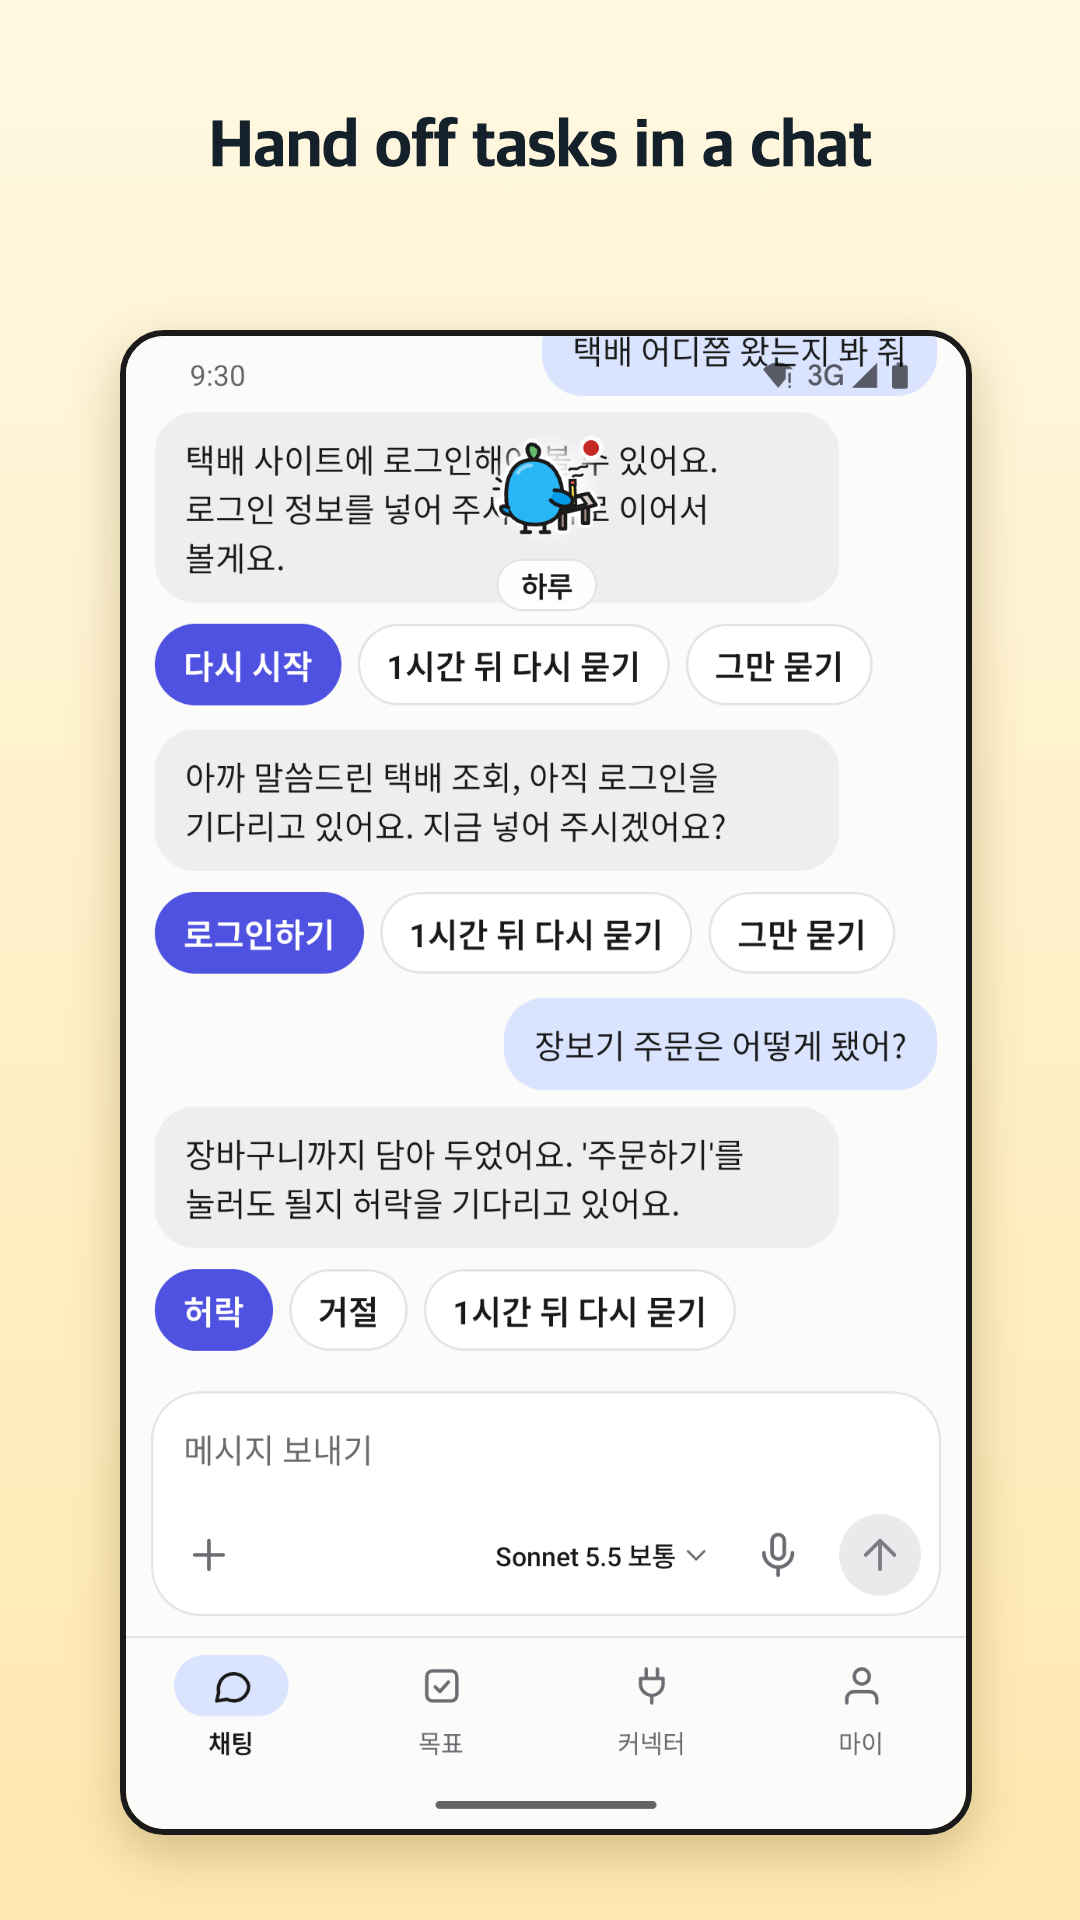 Hand off tasks in a chat
택배 어디쯤 왔는지 봐 줘
9:30
3G
택배 사이트에 로그인해야 볼 수 있어요.
로그인 정보를 넣어 주시 로 이어서
볼게요.
하루
다시 시작
1시간 뒤 다시 묻기
그만 묻기
아까 말씀드린 택배 조회, 아직 로그인을
기다리고 있어요. 지금 넣어 주시겠어요?
로그인하기
1시간 뒤 다시 묻기
그만 묻기
장보기 주문은 어떻게 됐어?
장바구니까지 담아 두었어요. '주문하기'를
눌러도 될지 허락을 기다리고 있어요.
허락
거절
1시간 뒤 다시 묻기
메시지 보내기
Sonnet 5.5 보통
채팅
목표
커넥터
마이